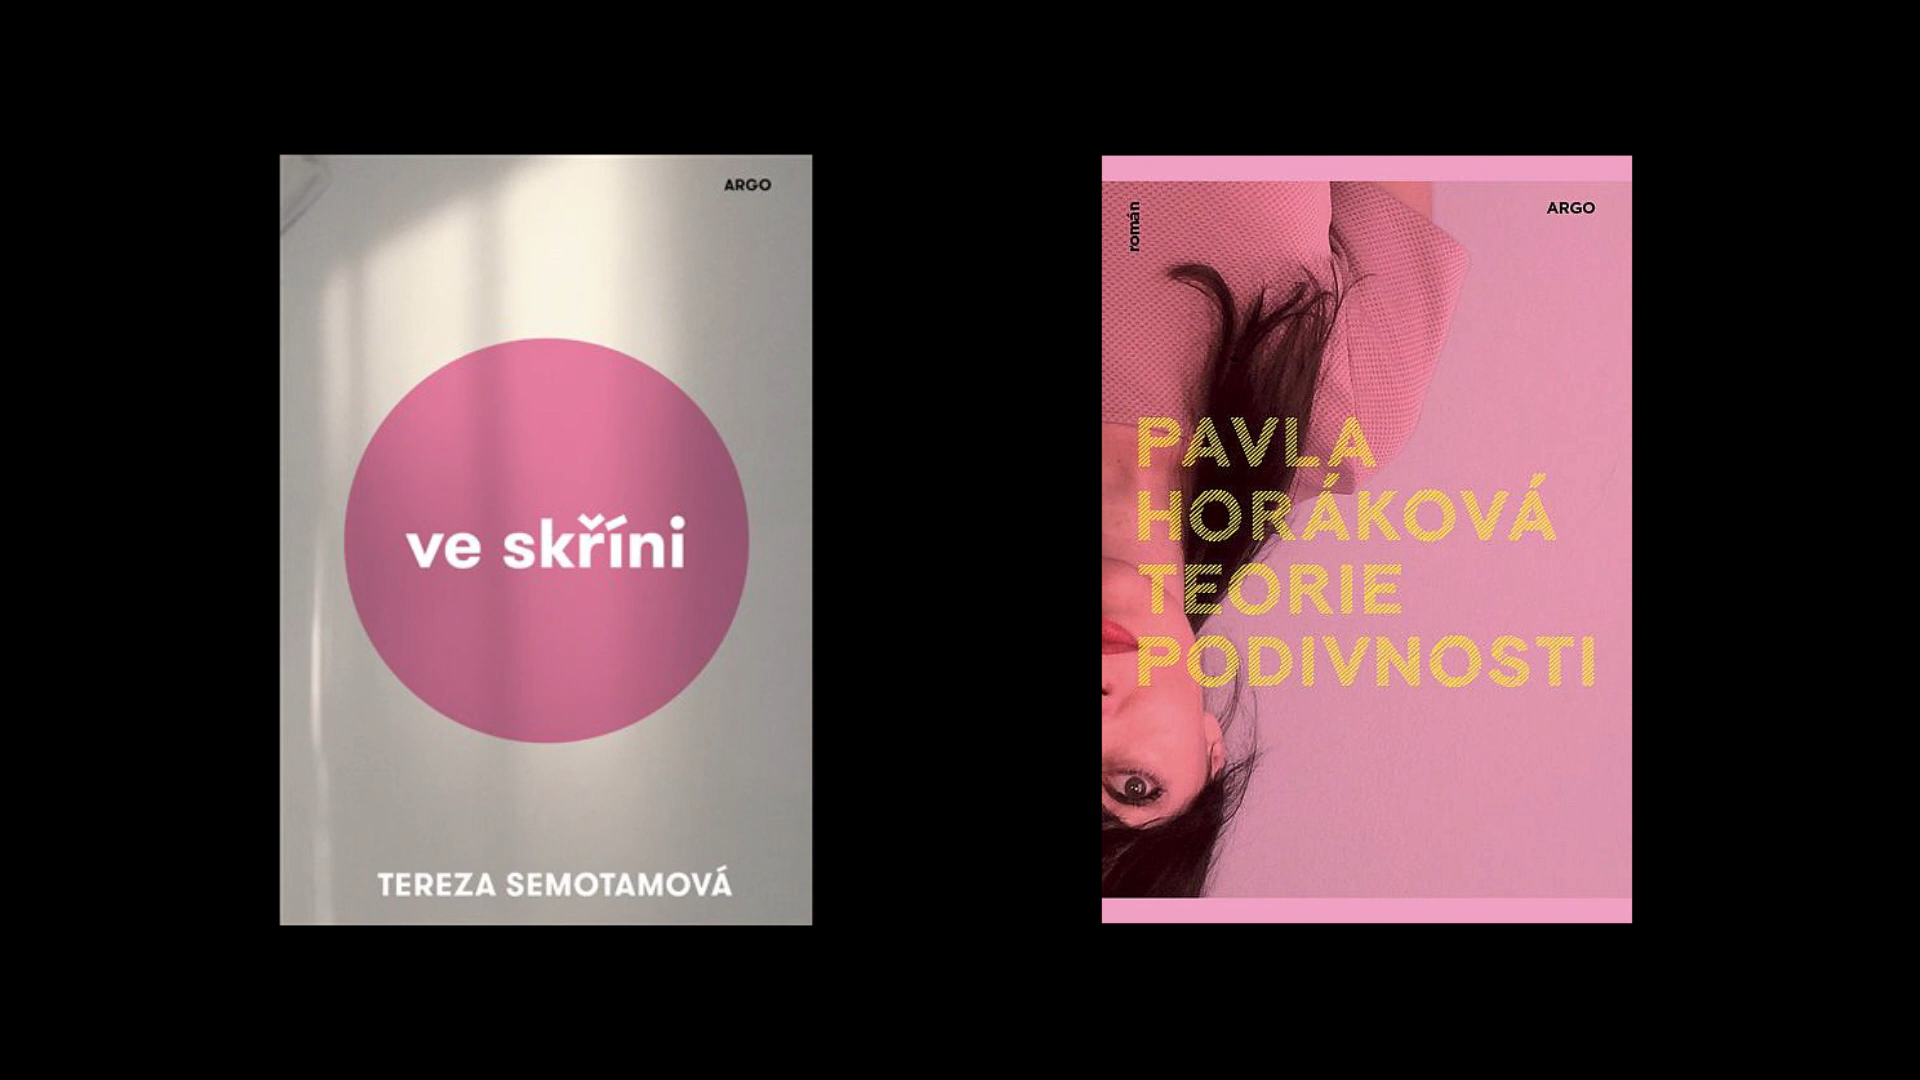 ARGO
ve skříni
TEREZA SEMOTAMOVÁ
román
ARGO
PAVLA
HORÁKOVÁ
TEORIE
PODIVNOSTI